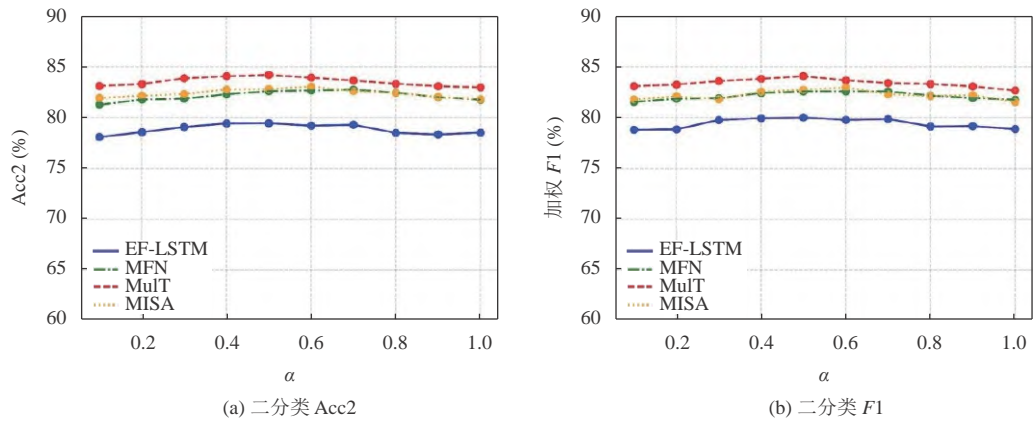 90
85
80
75
70
65
60
Acc2 (%)
EF-LSTM
MFN
MulT
MISA
0.2 0.4 0.6 0.8 1.0
α
(a) 二分类 Acc2
90
85
80
75
70
65
60
加权 F1 (%)
EF-LSTM
MFN
MulT
MISA
0.2 0.4 0.6 0.8 1.0
α
(b) 二分类 F1